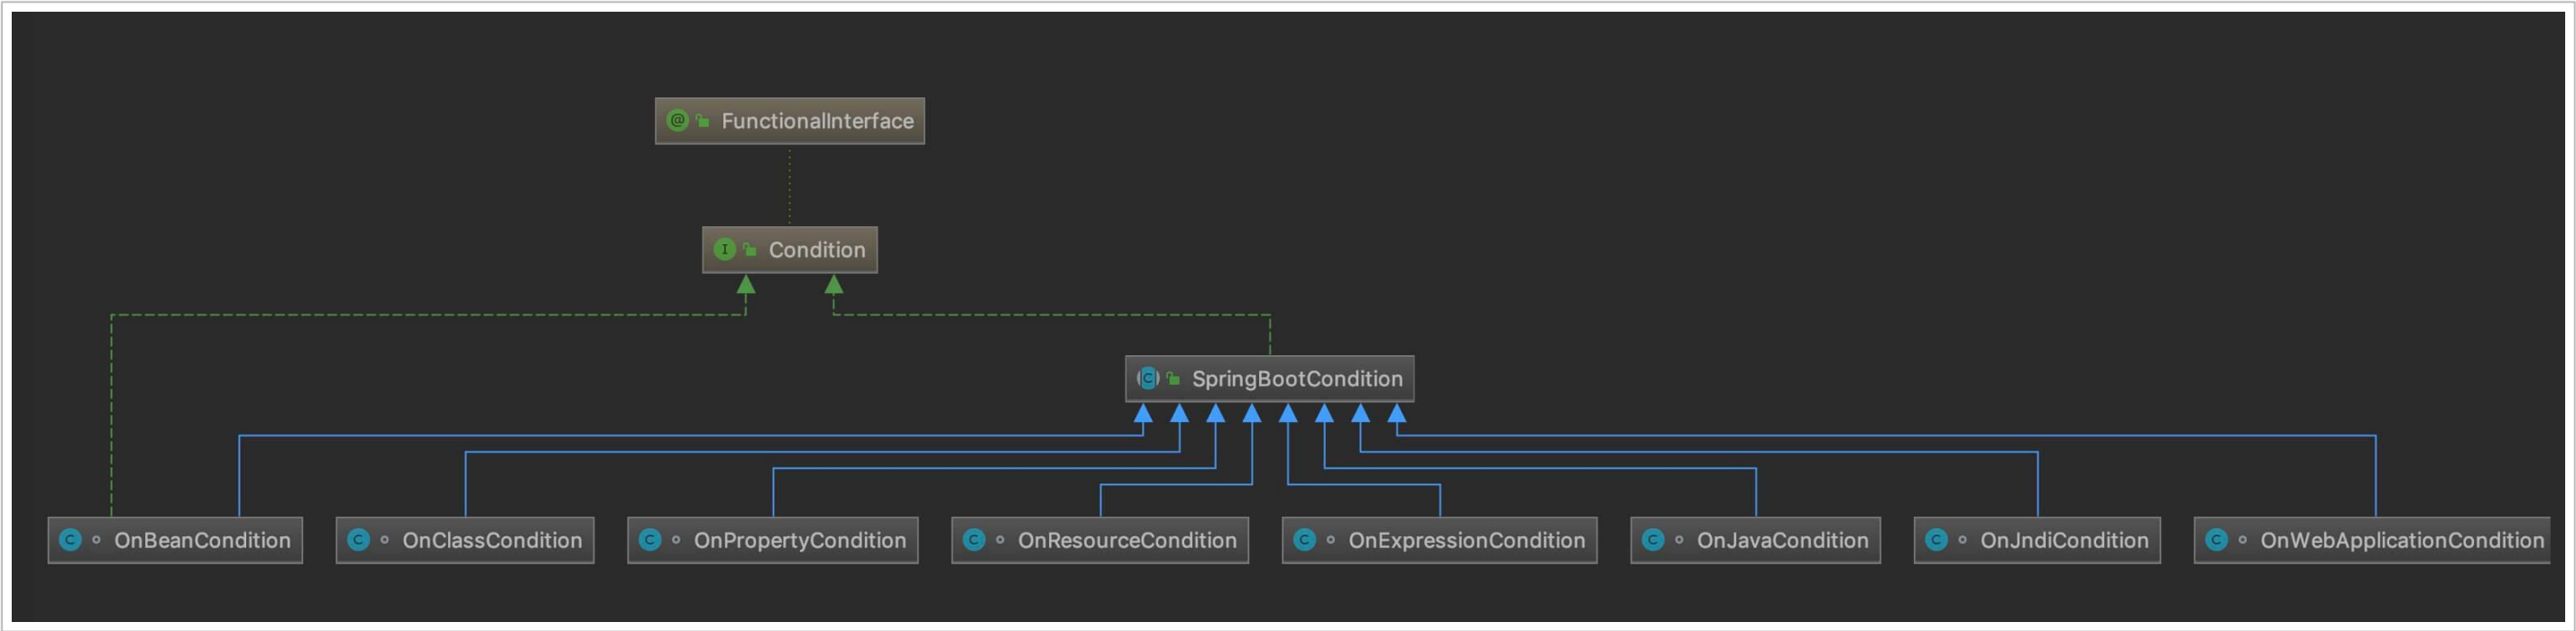 FunctionalInterface
Condition
SpringBootCondition
OnBeanCondition
OnClassCondition
OnPropertyCondition
OnResourceCondition
OnExpressionCondition
OnJavaCondition
OnJndiCondition
OnWebApplicationCondition